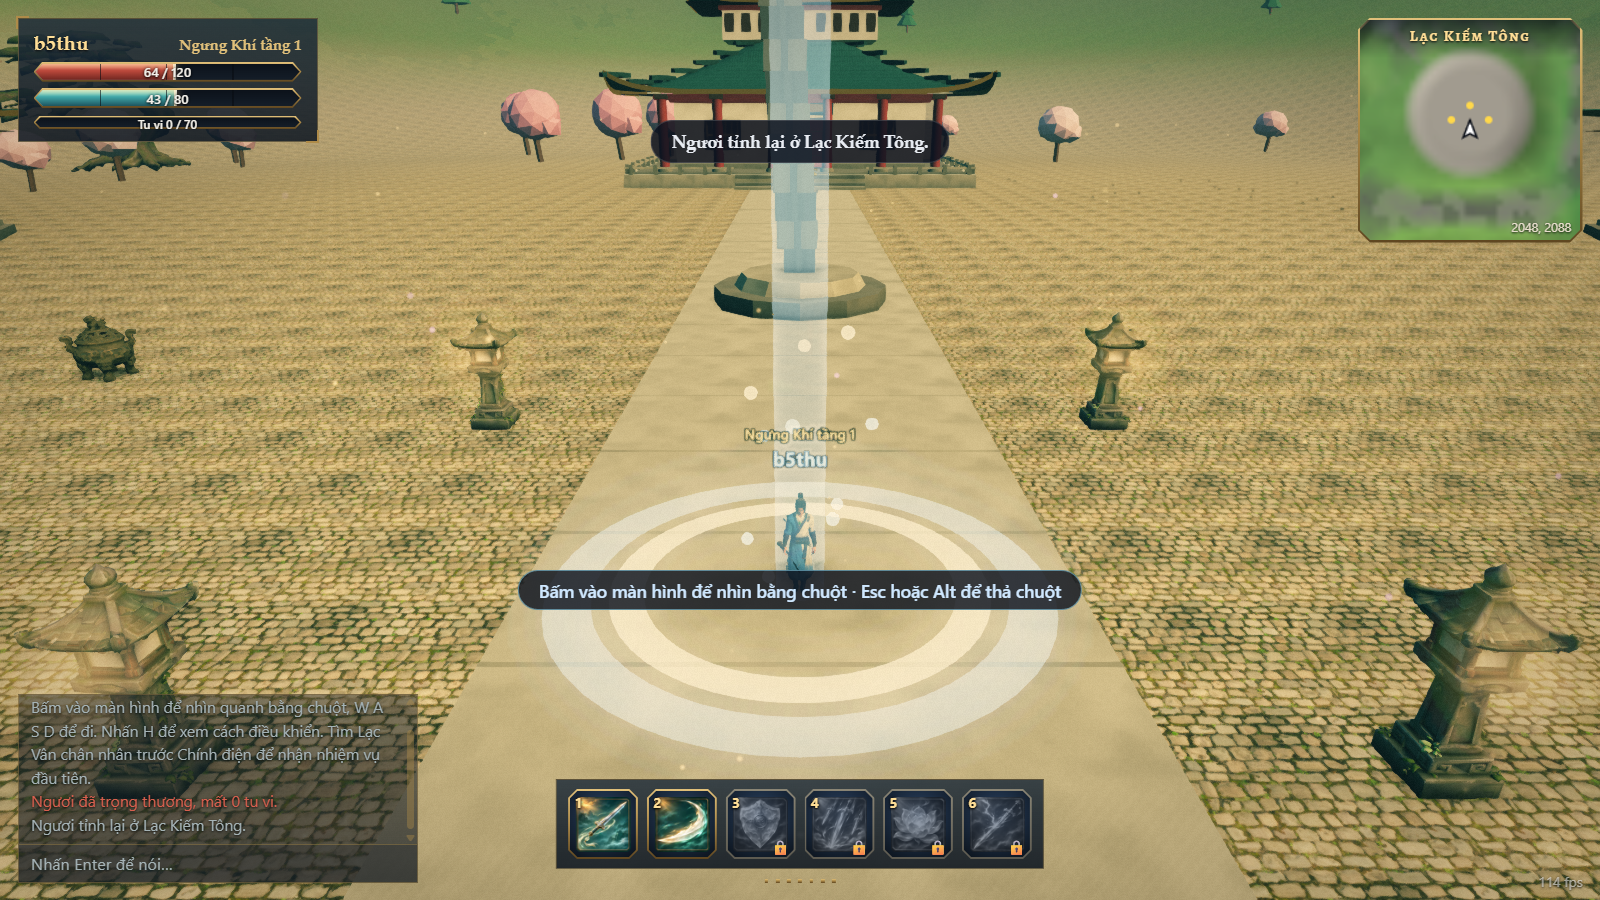 b5thu
Ngưng Khí tầng 1
64 / 120
43 / 80
Tu vi 0 / 70
LẠC KIẾM TÔNG
2048, 2088
Ngươi tỉnh lại ở Lạc Kiếm Tông.
Ngưng Khí tầng 1
b5thu
Bấm vào màn hình để nhìn bằng chuột · Esc hoặc Alt để thả chuột
Bấm vào màn hình để nhìn quanh bằng chuột, W A
S D để đi. Nhấn H để xem cách điều khiển. Tìm Lạc
Vân chân nhân trước Chính điện để nhận nhiệm vụ
đầu tiên.
Ngươi đã trọng thương, mất 0 tu vi.
Ngươi tỉnh lại ở Lạc Kiếm Tông.
Nhấn Enter để nói...
1
2
3
4
5
6
114 fps